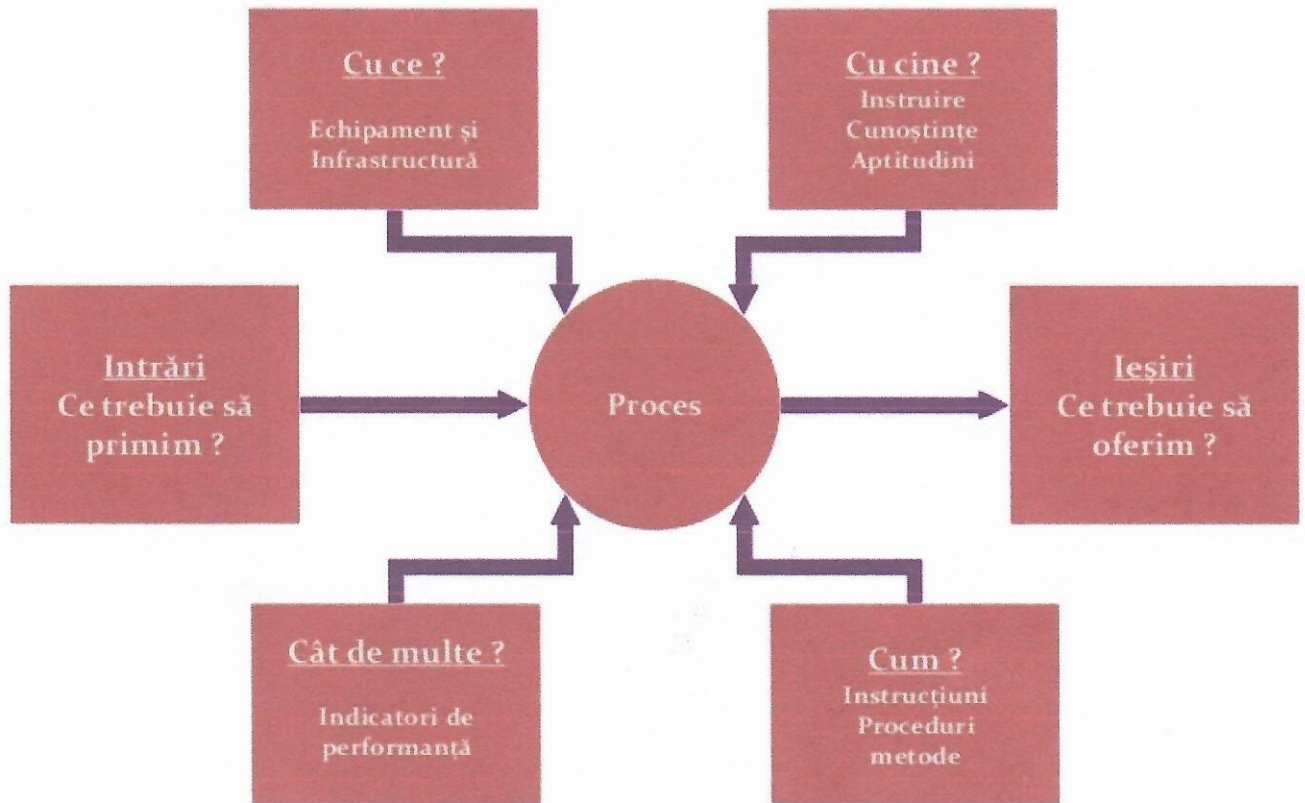 Cu ce ?
Echipament și
Infrastructură
Cu cine ?
Instruire
Cunoștințe
Aptitudini
Intrări
Ce trebuie să
primim ?
Proces
Ieșiri
Ce trebuie să
oferim ?
Cât de multe ?
Indicatori de
performanță
Cum ?
Instrucțiuni
Proceduri
metode